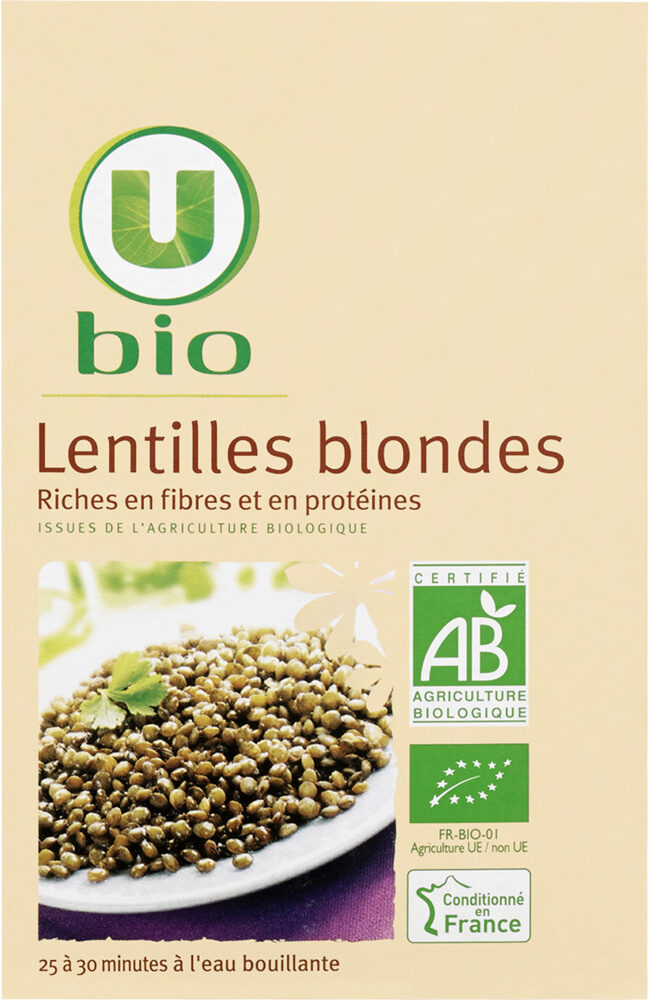 U
bio
Lentilles blondes
Riches en fibres et en protéines
ISSUES DE L'AGRICULTURE BIOLOGIQUE
CERTIFIÉ
AB
AGRICULTURE
BIOLOGIQUE
FR-BIO-01
Agriculture UE / non UE
Conditionné
en
France
25 à 30 minutes à l'eau bouillante